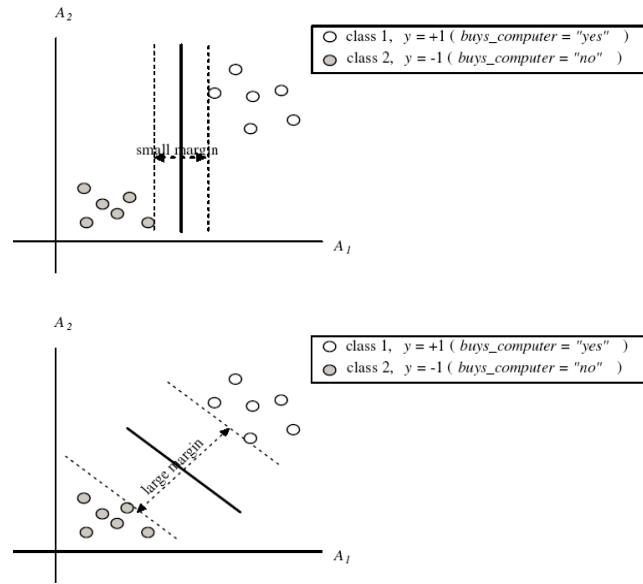 A2
class 1, y = +1 ( buys_computer = "yes" )
class 2, y = -1 ( buys_computer = "no" )
small margin
A1
A2
class 1, y = +1 ( buys_computer = "yes" )
class 2, y = -1 ( buys_computer = "no" )
large margin
A1